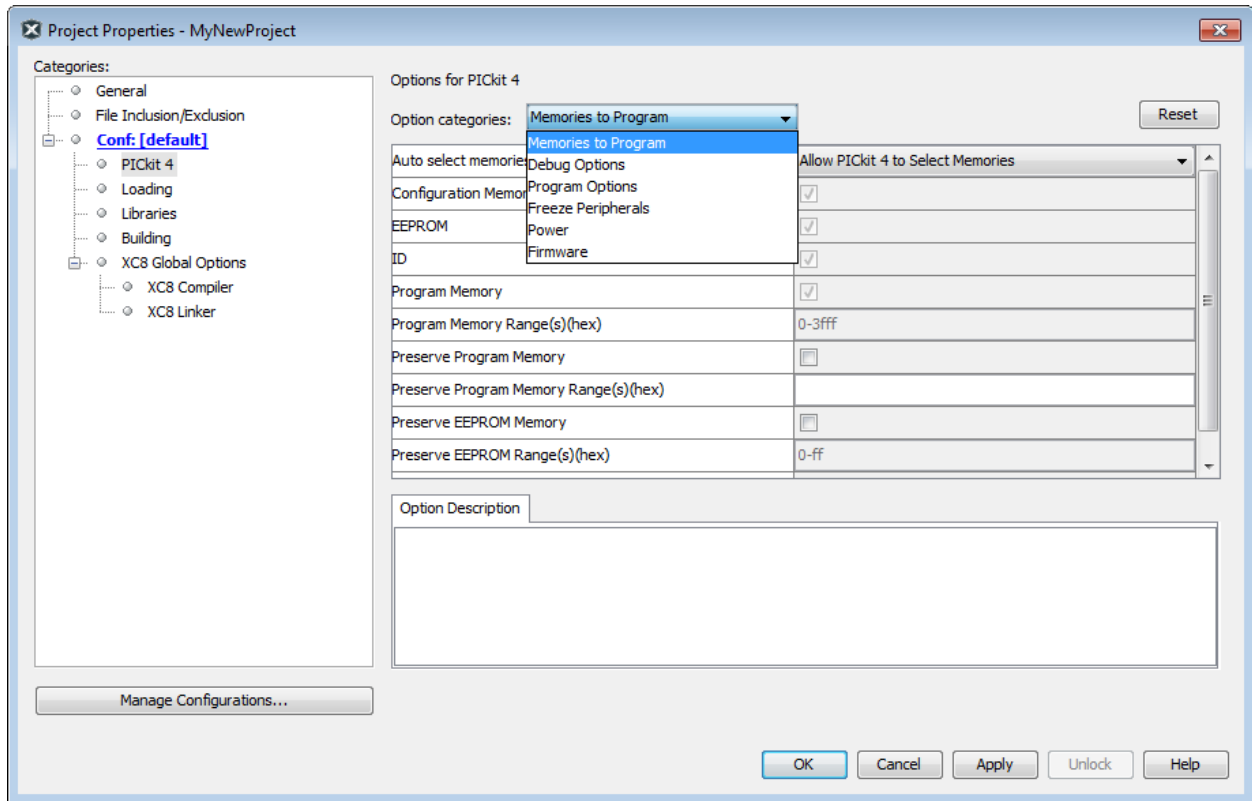 Project Properties - MyNewProject
Categories:
General
File Inclusion/Exclusion
Conf: [default]
PICkit 4
Loading
Libraries
Building
XC8 Global Options
XC8 Compiler
XC8 Linker
Manage Configurations...
Options for PICkit 4
Option categories: Memories to Program
Reset
Memories to Program
Debug Options
Program Options
Freeze Peripherals
Power
Firmware
Auto select memories Allow PICkit 4 to Select Memories
Configuration Memor
EEPROM
ID
Program Memory
Program Memory Range(s)(hex) 0-3fff
Preserve Program Memory
Preserve Program Memory Range(s)(hex)
Preserve EEPROM Memory
Preserve EEPROM Range(s)(hex) 0-ff
Option Description
OK Cancel Apply Unlock Help